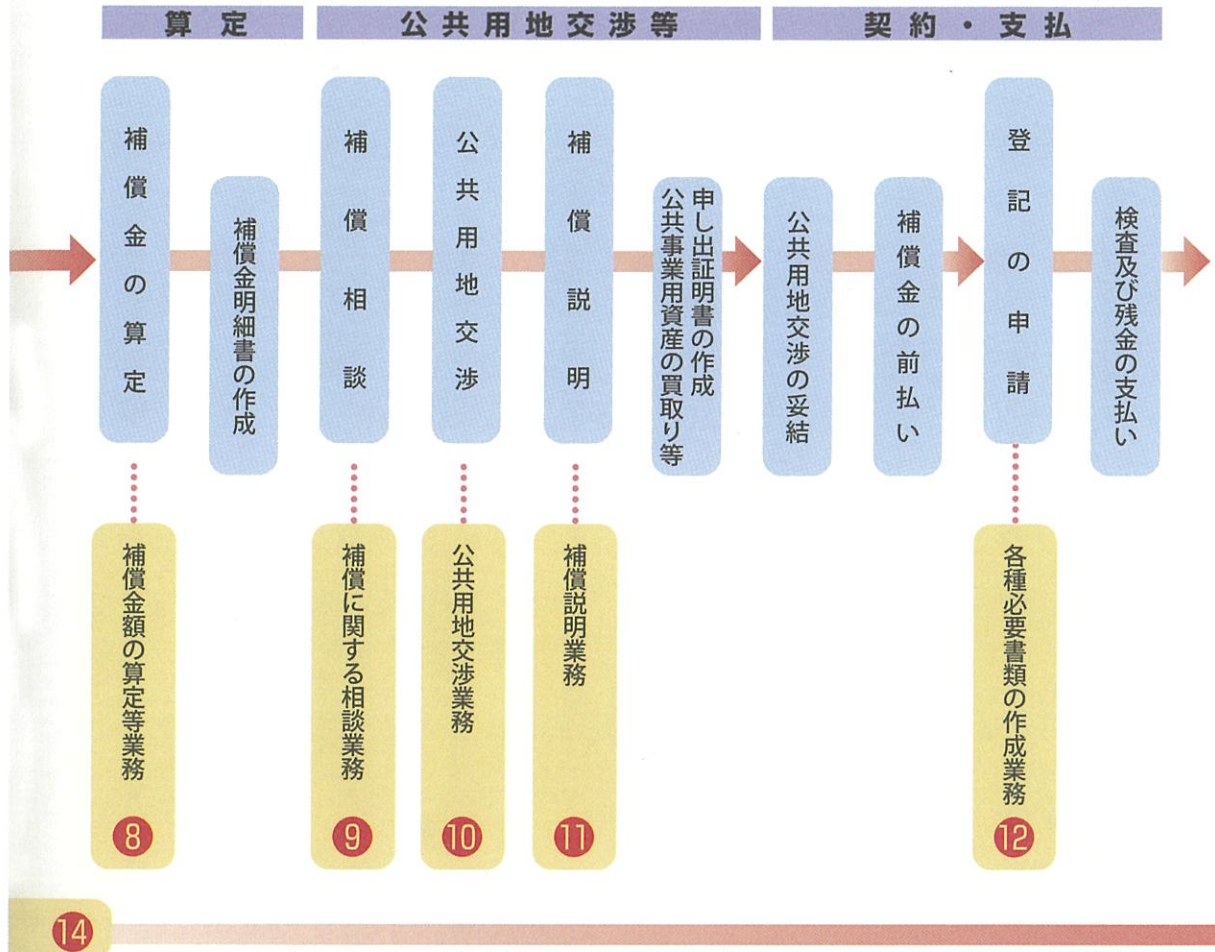 算定
公共用地交渉等
契約・支払
補償金の算定
補償金明細書の作成
補償相談
公共用地交渉
補償説明
公共事業用資産の買取り等
申し出証明書の作成
公共用地交渉の妥結
補償金の前払い
登記の申請
検査及び残金の支払い
補償金額の算定等業務
8
補償に関する相談業務
9
公共用地交渉業務
10
補償説明業務
11
各種必要書類の作成業務
12
14